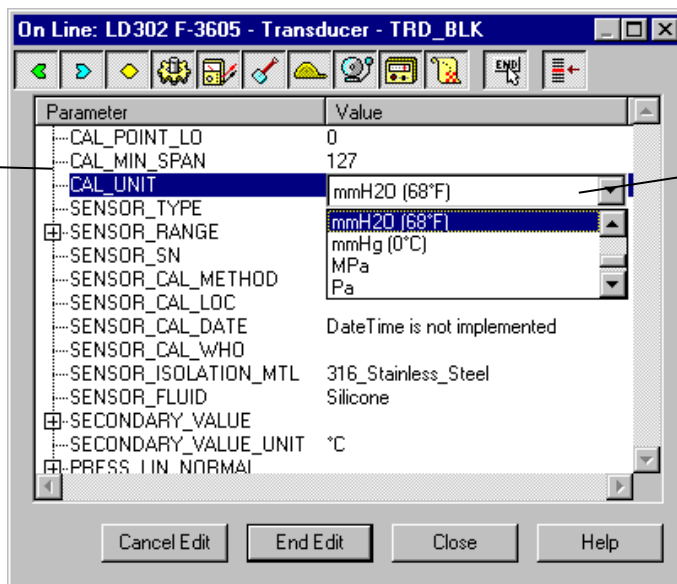 On Line: LD302 F-3605 - Transducer - TRD_BLK
END
Parameter Value
CAL_POINT_LO 0
CAL_MIN_SPAN 127
CAL_UNIT mmH2O (68°F)
SENSOR_TYPE mmH2O (68°F)
SENSOR_RANGE mmHg (0°C)
SENSOR_SN MPa
SENSOR_CAL_METHOD Pa
SENSOR_CAL_LOC
SENSOR_CAL_DATE DateTime is not implemented
SENSOR_CAL_WHO
SENSOR_ISOLATION_MTL 316_Stainless_Steel
SENSOR_FLUID Silicone
SECONDARY_VALUE
SECONDARY_VALUE_UNIT °C
PRESS_LIN_NORMAL
Cancel Edit End Edit Close Help